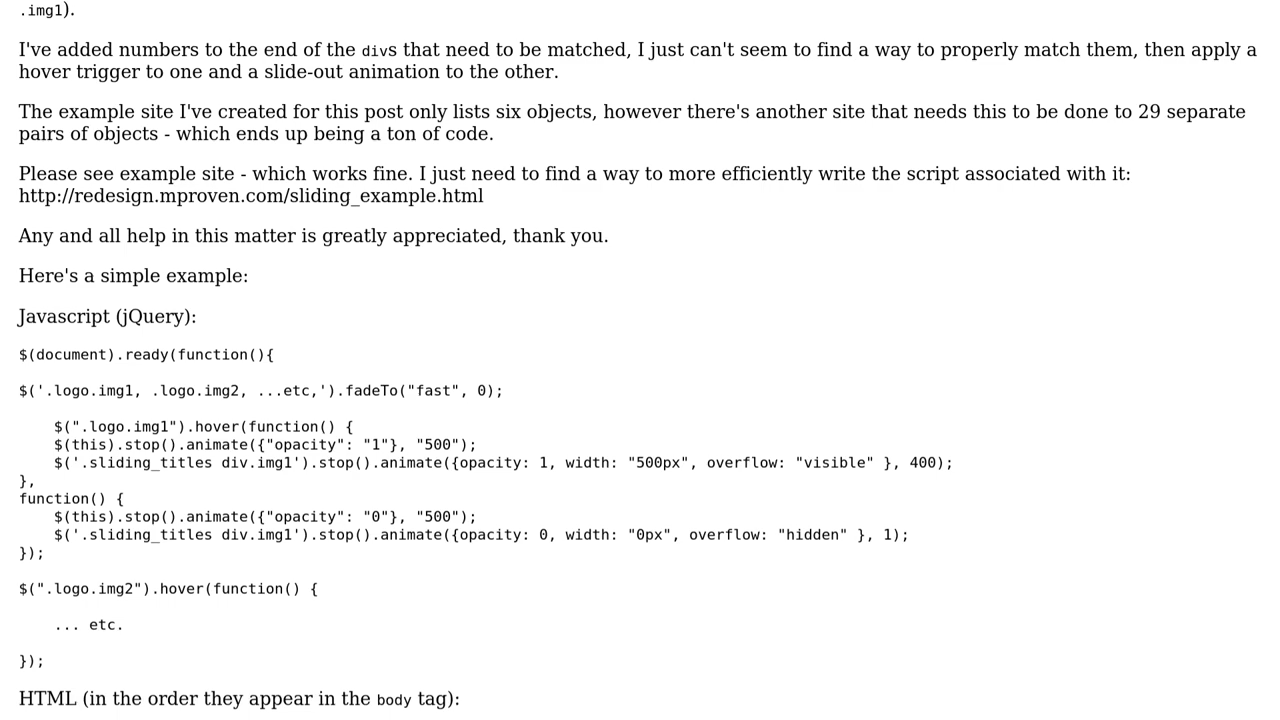 .img1).
I've added numbers to the end of the divs that need to be matched, I just can't seem to find a way to properly match them, then apply a
hover trigger to one and a slide-out animation to the other.
The example site I've created for this post only lists six objects, however there's another site that needs this to be done to 29 separate
pairs of objects - which ends up being a ton of code.
Please see example site - which works fine. I just need to find a way to more efficiently write the script associated with it:
http://redesign.mproven.com/sliding_example.html
Any and all help in this matter is greatly appreciated, thank you.
Here's a simple example:
Javascript (jQuery):
$(document).ready(function(){
$('.logo.img1, .logo.img2, ...etc,').fadeTo("fast", 0);
    $(".logo.img1").hover(function() {
    $(this).stop().animate({"opacity": "1"}, "500");
    $('.sliding_titles div.img1').stop().animate({opacity: 1, width: "500px", overflow: "visible" }, 400);
},
function() {
    $(this).stop().animate({"opacity": "0"}, "500");
    $('.sliding_titles div.img1').stop().animate({opacity: 0, width: "0px", overflow: "hidden" }, 1);
});
$(".logo.img2").hover(function() {
    ... etc.
});
HTML (in the order they appear in the body tag):